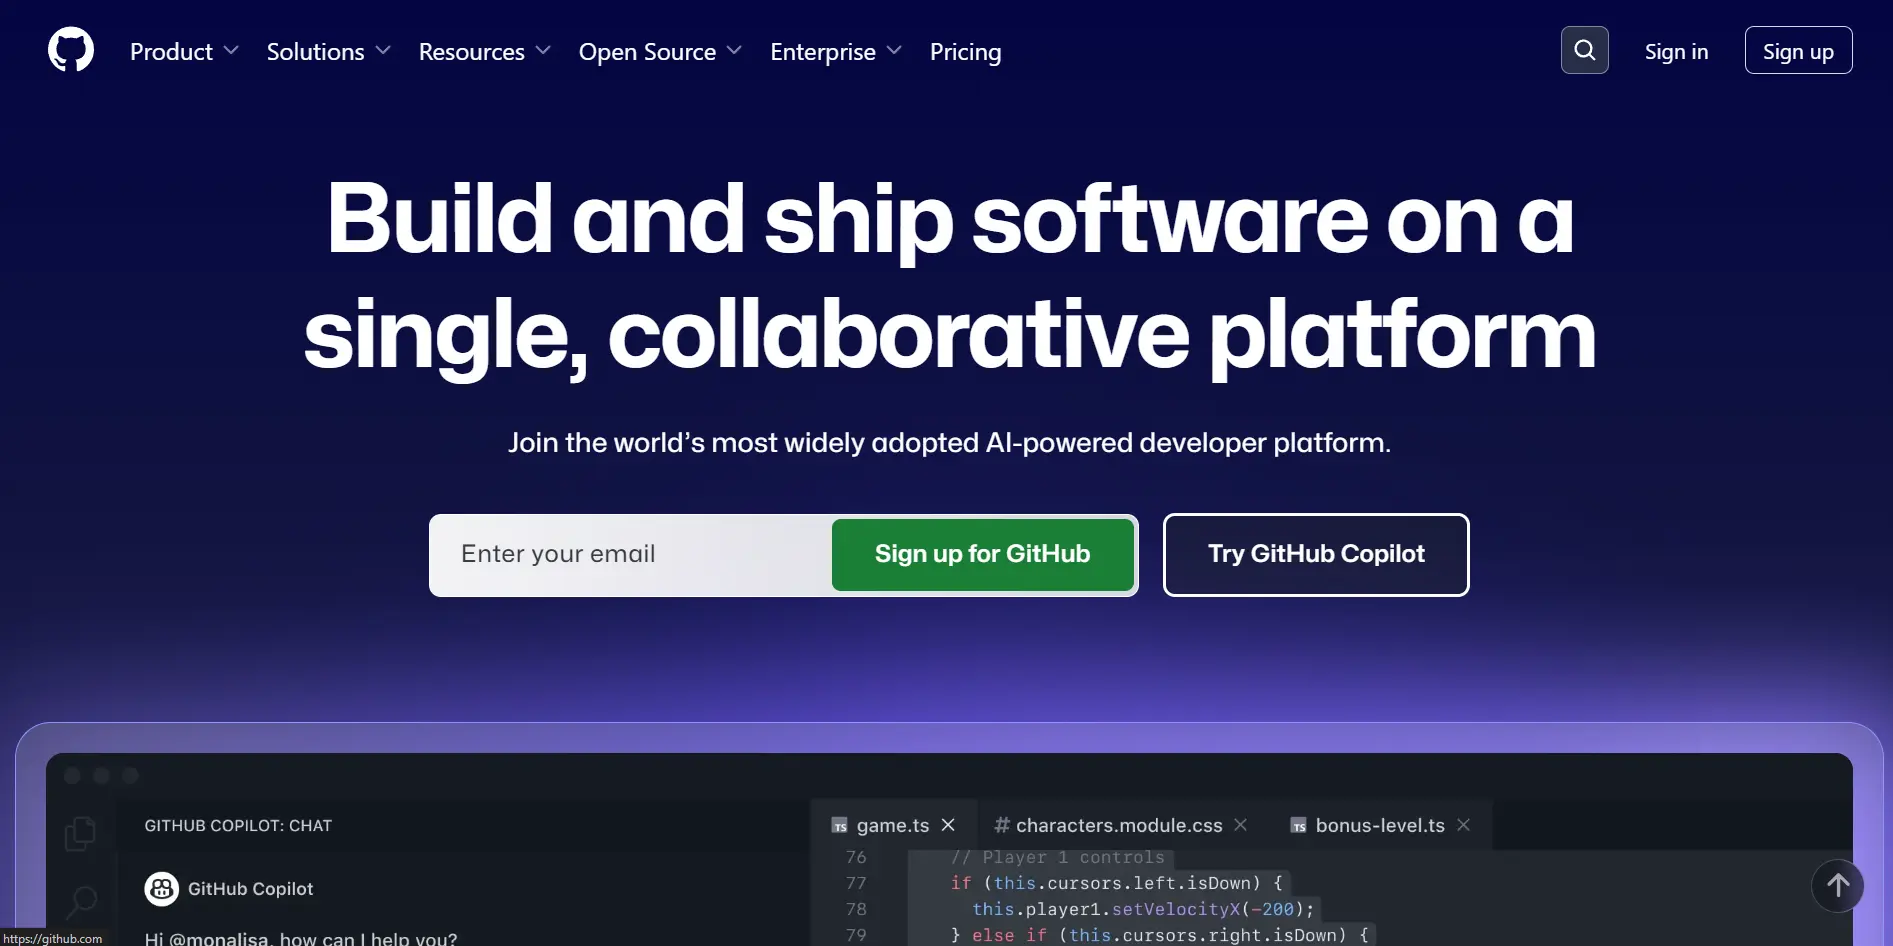 Product Solutions Resources Open Source Enterprise Pricing Sign in Sign up
Build and ship software on a
single, collaborative platform
Join the world’s most widely adopted AI-powered developer platform.
Enter your email Sign up for GitHub Try GitHub Copilot
GITHUB COPILOT: CHAT
GitHub Copilot
Hi @monalisa, how can I help you?
TS game.ts # characters.module.css TS bonus-level.ts
76 // Player 1 controls
77 if (this.cursors.left.isDown) {
78 this.player1.setVelocityX(-200);
79 } else if (this.cursors.right.isDown) {
https://github.com